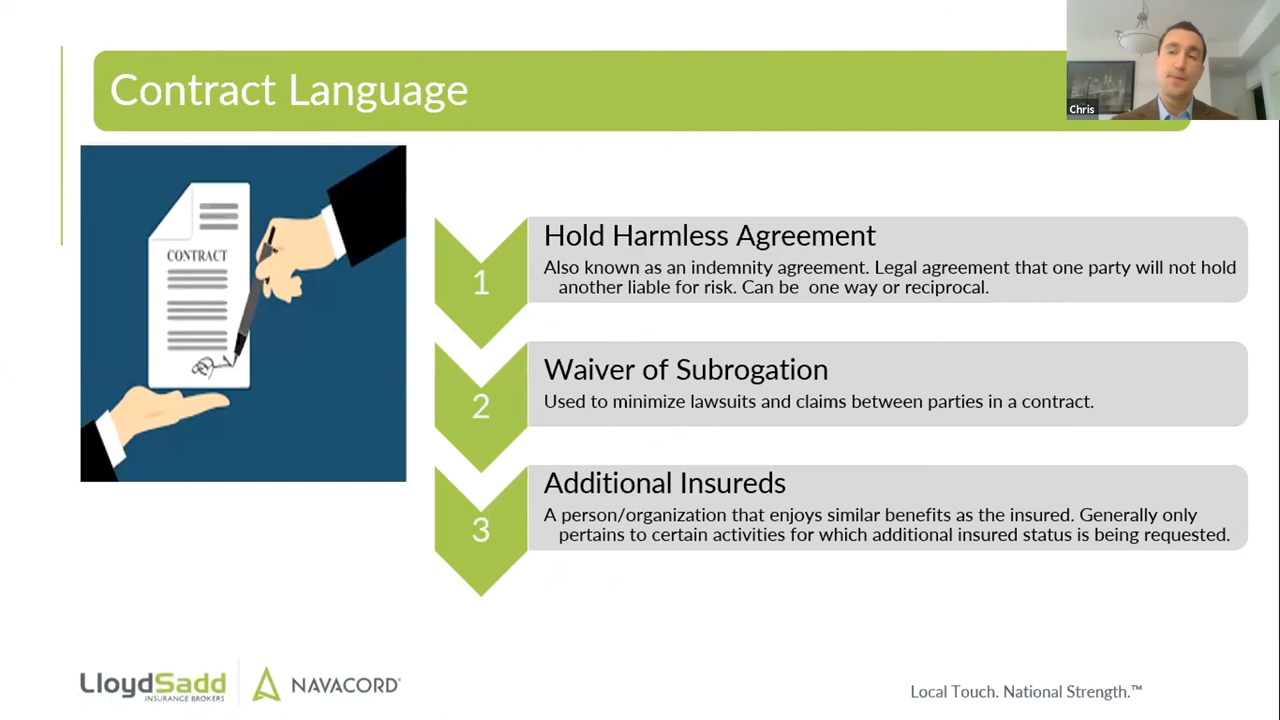 Contract Language
Chris
CONTRACT
1
Hold Harmless Agreement
Also known as an indemnity agreement. Legal agreement that one party will not hold
another liable for risk. Can be  one way or reciprocal.
2
Waiver of Subrogation
Used to minimize lawsuits and claims between parties in a contract.
3
Additional Insureds
A person/organization that enjoys similar benefits as the insured. Generally only
pertains to certain activities for which additional insured status is being requested.
LloydSadd
INSURANCE BROKERS
NAVACORD®
Local Touch. National Strength.™